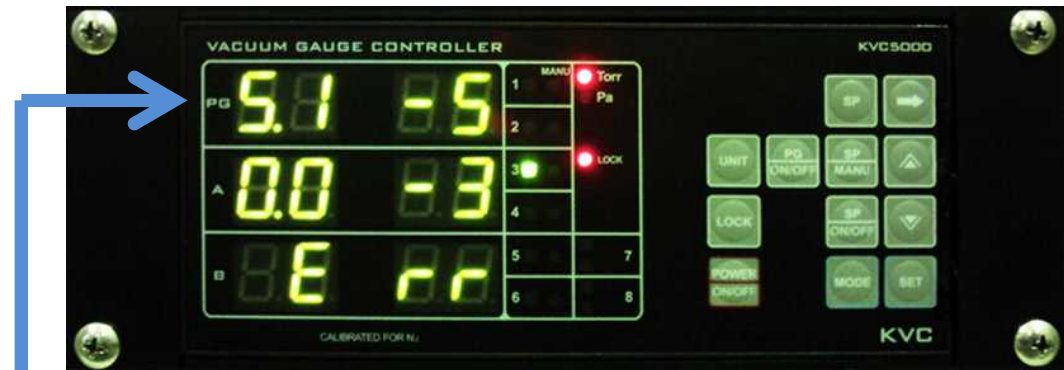 VACUUM GAUGE CONTROLLER
KVC5000
PG 5.1 -5
A 0.0 -3
B E rr
1 MANU
2
3
4
5
6
7
8
Torr
Pa
LOCK
SP
UNIT
PG ON/OFF
SP MANU
LOCK
SP ON/OFF
POWER ON/OFF
MODE
SET
CALIBRATED FOR N₂
KVC